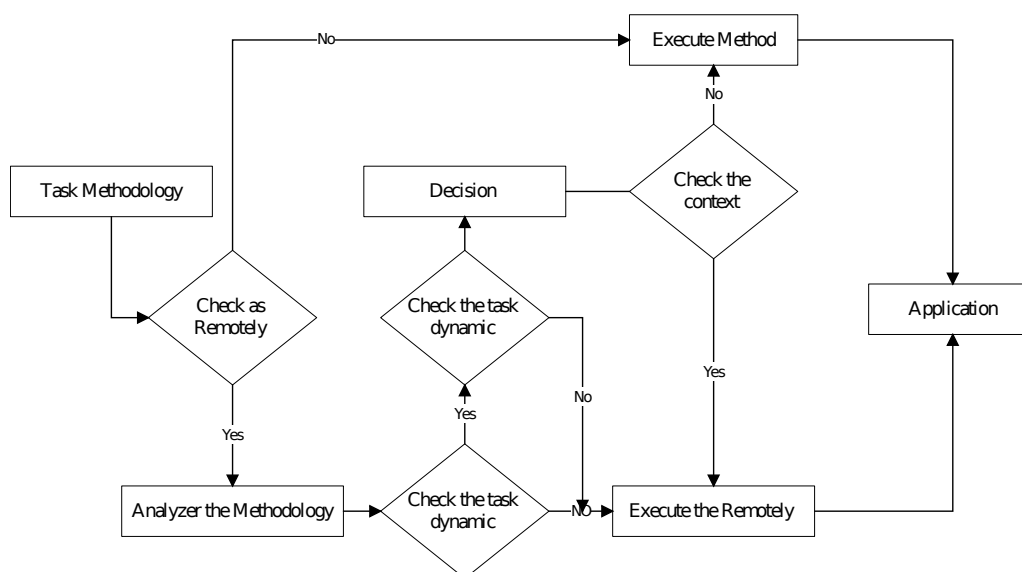 No
Execute Method
No
Task Methodology
Decision
Check the
context
Check as
Remotely
Check the task
dynamic
Application
Yes
No
Yes
Yes
Analyzer the Methodology
Check the task
dynamic
NO
Execute the Remotely